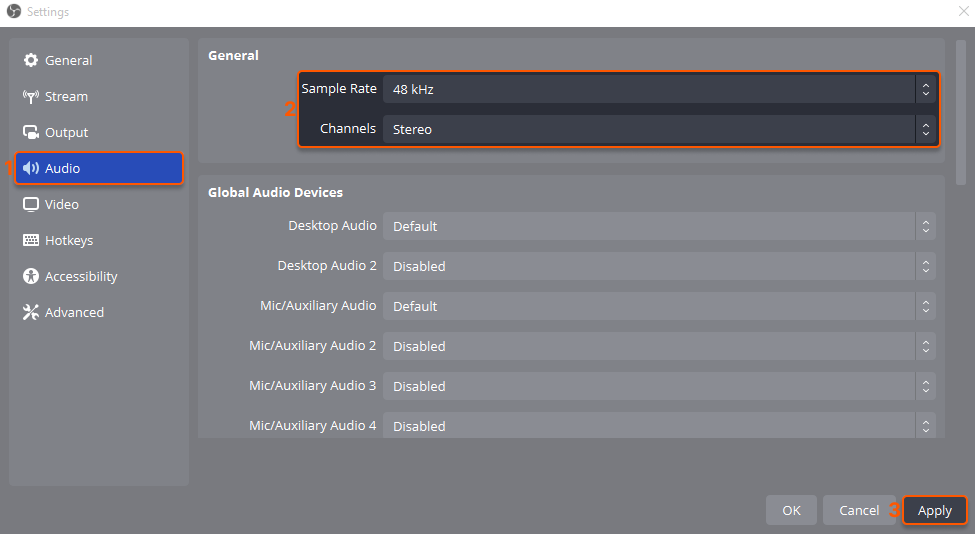 Settings
General
Stream
Output
1 Audio
Video
Hotkeys
Accessibility
Advanced
General
2
Sample Rate 48 kHz
Channels Stereo
Global Audio Devices
Desktop Audio Default
Desktop Audio 2 Disabled
Mic/Auxiliary Audio Default
Mic/Auxiliary Audio 2 Disabled
Mic/Auxiliary Audio 3 Disabled
Mic/Auxiliary Audio 4 Disabled
OK Cancel 3 Apply